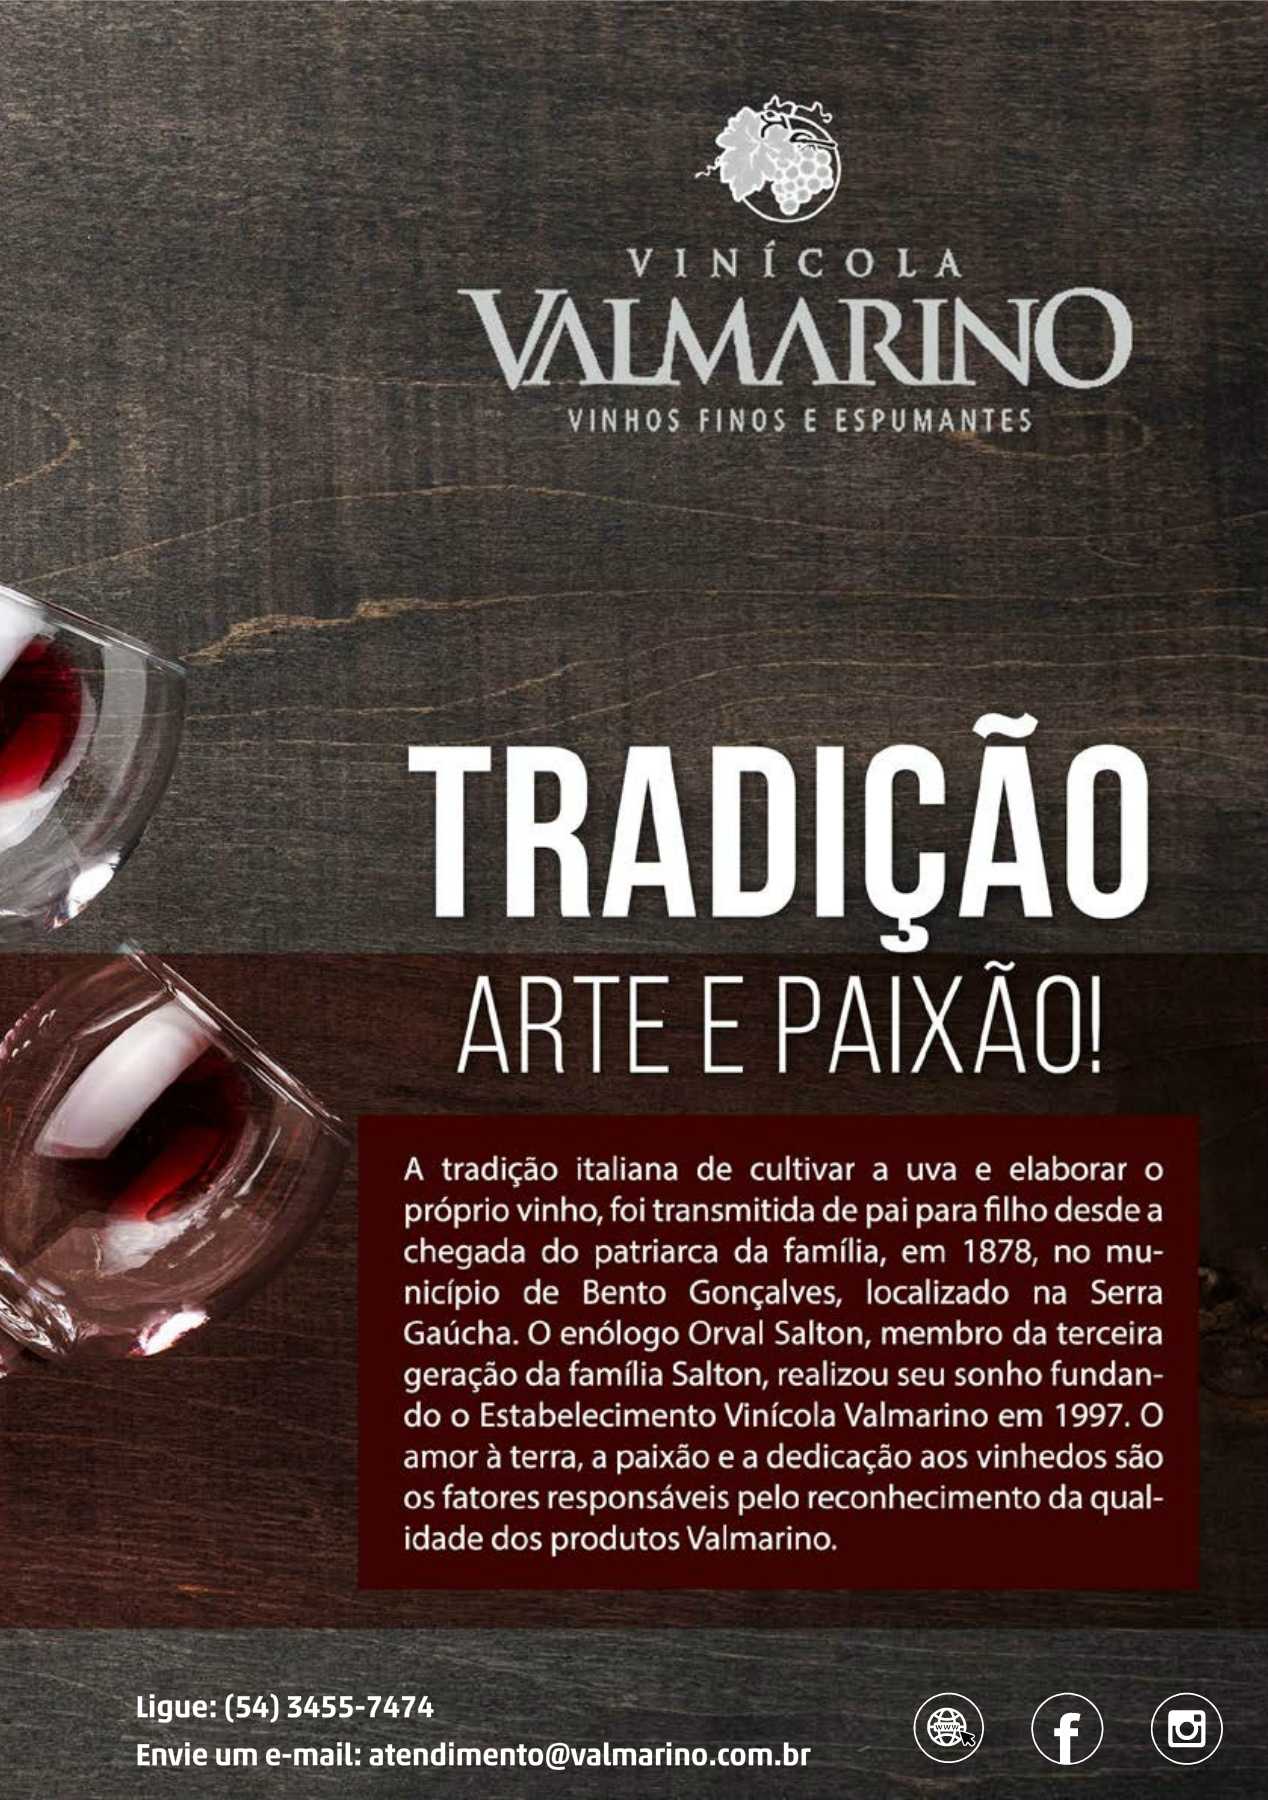 VINÍCOLA
VALMARINO
VINHOS FINOS E ESPUMANTES
TRADIÇÃO
ARTE E PAIXÃO!
A tradição italiana de cultivar a uva e elaborar o
próprio vinho, foi transmitida de pai para filho desde a
chegada do patriarca da família, em 1878, no mu-
nicípio de Bento Gonçalves, localizado na Serra
Gaúcha. O enólogo Orval Salton, membro da terceira
geração da família Salton, realizou seu sonho fundan-
do o Estabelecimento Vinícola Valmarino em 1997. O
amor à terra, a paixão e a dedicação aos vinhedos são
os fatores responsáveis pelo reconhecimento da qual-
idade dos produtos Valmarino.
Ligue: (54) 3455-7474
Envie um e-mail: atendimento@valmarino.com.br
www